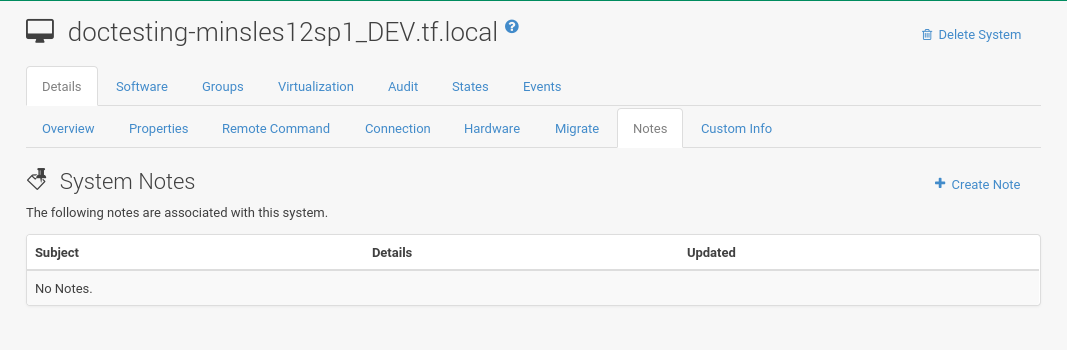 doctesting-minsles12sp1_DEV.tf.local ?
Delete System
Details Software Groups Virtualization Audit States Events
Overview Properties Remote Command Connection Hardware Migrate Notes Custom Info
System Notes
+ Create Note
The following notes are associated with this system.
Subject Details Updated
No Notes.